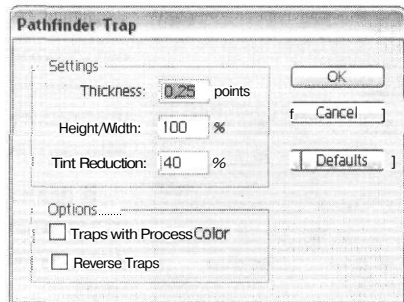 Pathfinder Trap
Settings
Thickness: 0,25 points
OK
Height/Width: 100 %
Cancel
Tint Reduction: 40 %
Defaults
Options
Traps with Process Color
Reverse Traps